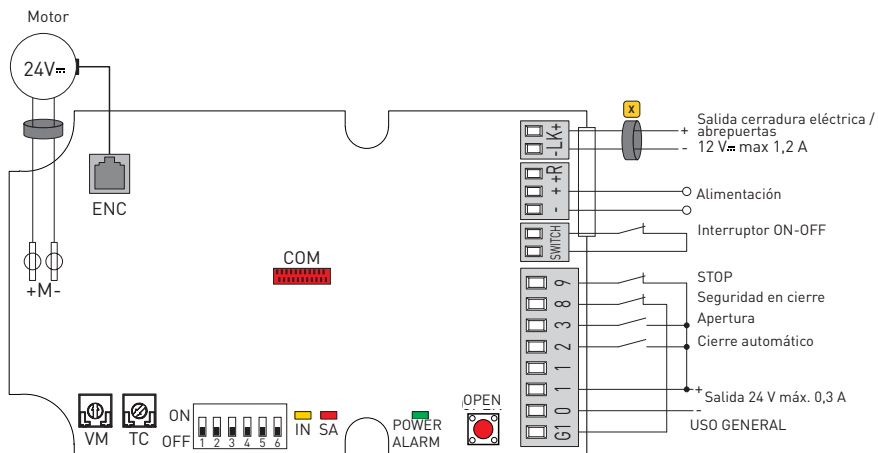 Motor
24V⎓
ENC
+M-
COM
VM
TC
ON
OFF
1 2 3 4 5 6
IN
SA
POWER
ALARM
OPEN
-LK+
- + +R
SWITCH
9
8
3
2
1
1
0
G1
x
+
-
Salida cerradura eléctrica /
abrepuertas
12 V⎓ max 1,2 A
Alimentación
Interruptor ON-OFF
STOP
Seguridad en cierre
Apertura
Cierre automático
+
Salida 24 V máx. 0,3 A
-
USO GENERAL